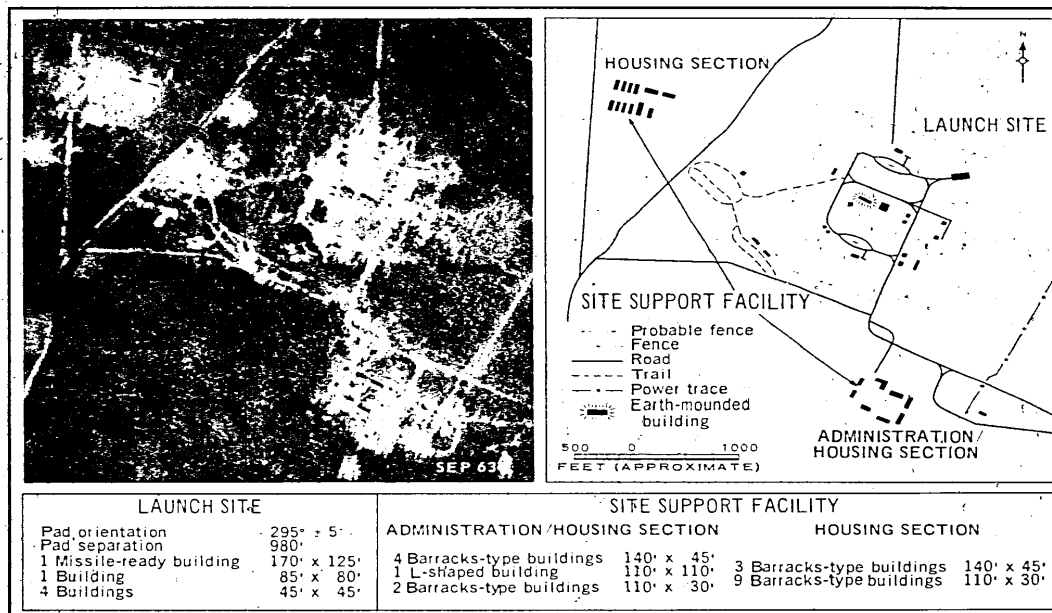 SEP 63
N
HOUSING SECTION
LAUNCH SITE
SITE SUPPORT FACILITY
Probable fence
Fence
Road
Trail
Power trace
Earth-mounded
building
500 0 1000
FEET (APPROXIMATE)
ADMINISTRATION/
HOUSING SECTION
LAUNCH SITE
Pad orientation 295° ± 5°
Pad separation 980'
1 Missile-ready building 170' x 125'
1 Building 85' x 80'
4 Buildings 45' x 45'
SITE SUPPORT FACILITY
ADMINISTRATION/HOUSING SECTION
4 Barracks-type buildings 140' x 45'
1 L-shaped building 110' x 110'
2 Barracks-type buildings 110' x 30'
HOUSING SECTION
3 Barracks-type buildings 140' x 45'
9 Barracks-type buildings 110' x 30'